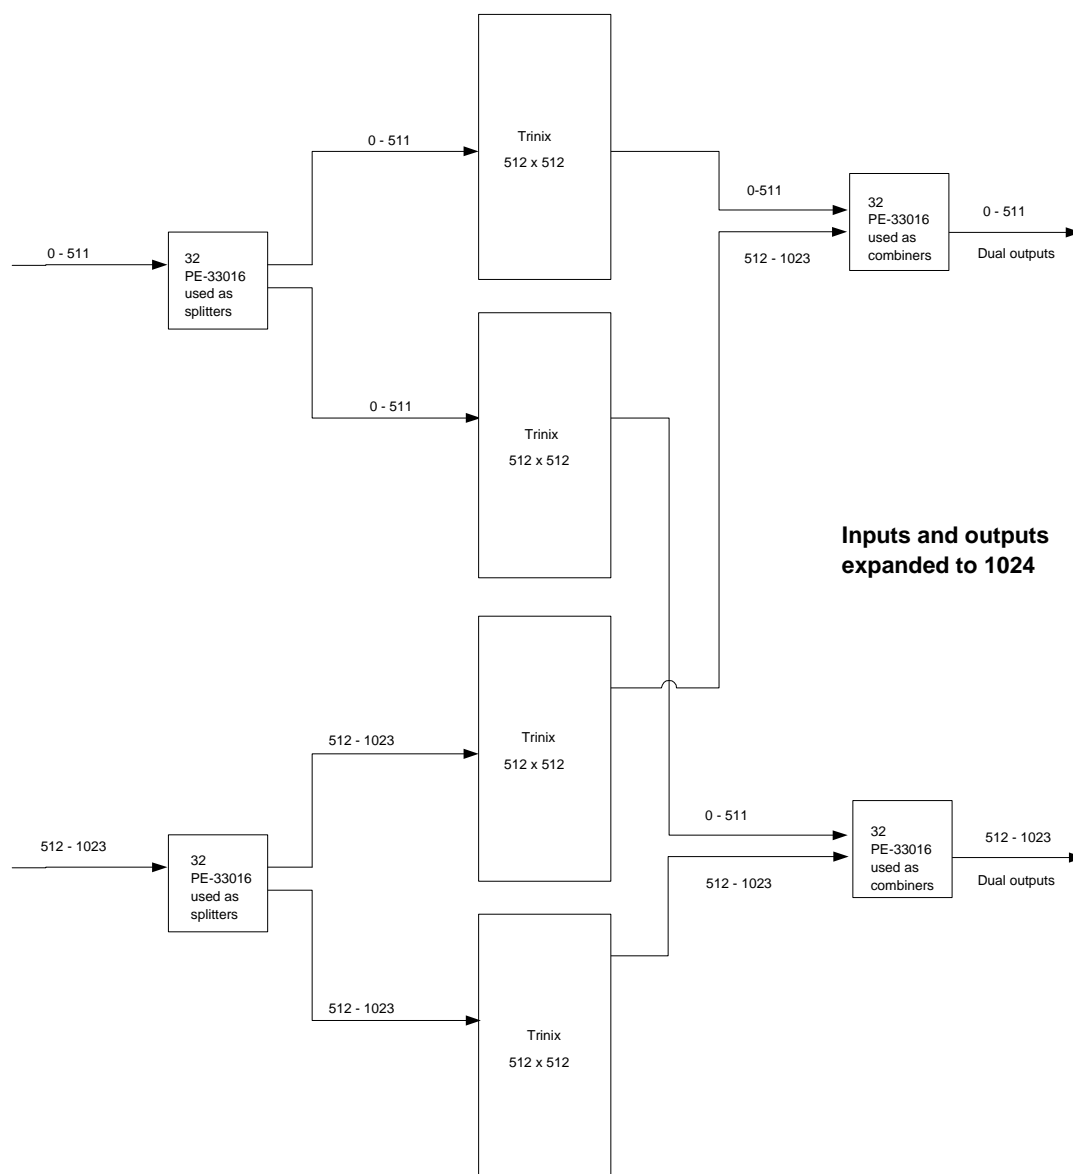 Trinix
512 x 512
0 - 511
0-511
32
PE-33016
used as
combiners
0 - 511
Dual outputs
512 - 1023
0 - 511
32
PE-33016
used as
splitters
0 - 511
Trinix
512 x 512
Inputs and outputs
expanded to 1024
512 - 1023
Trinix
512 x 512
0 - 511
32
PE-33016
used as
combiners
512 - 1023
Dual outputs
512 - 1023
512 - 1023
32
PE-33016
used as
splitters
512 - 1023
Trinix
512 x 512